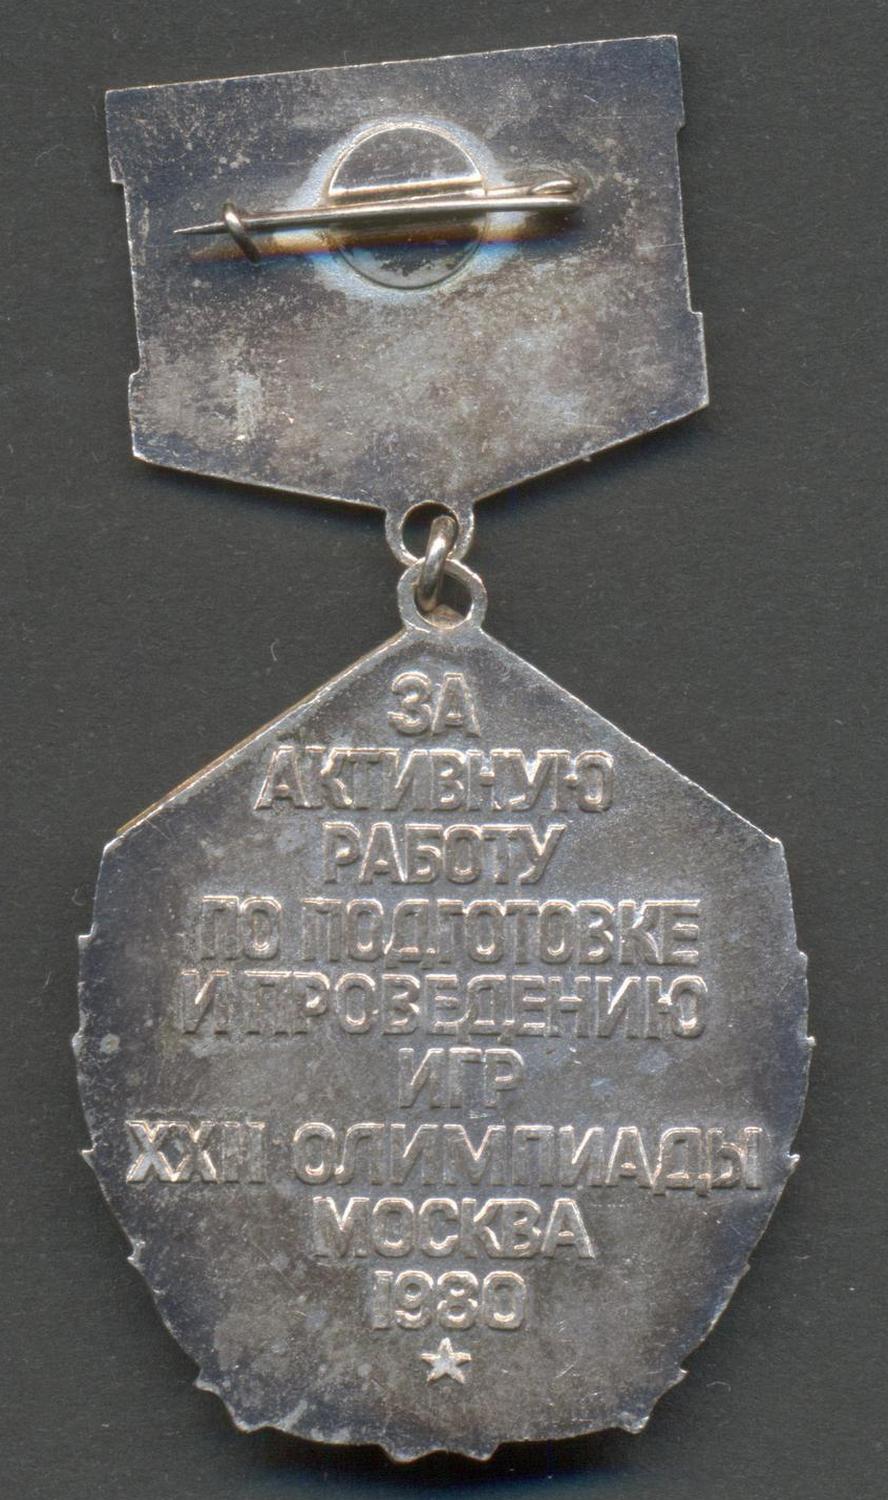 ЗА
АКТИВНУЮ
РАБОТУ
ПО ПОДГОТОВКЕ
И ПРОВЕДЕНИЮ
ИГР
XXII ОЛИМПИАДЫ
МОСКВА
1980